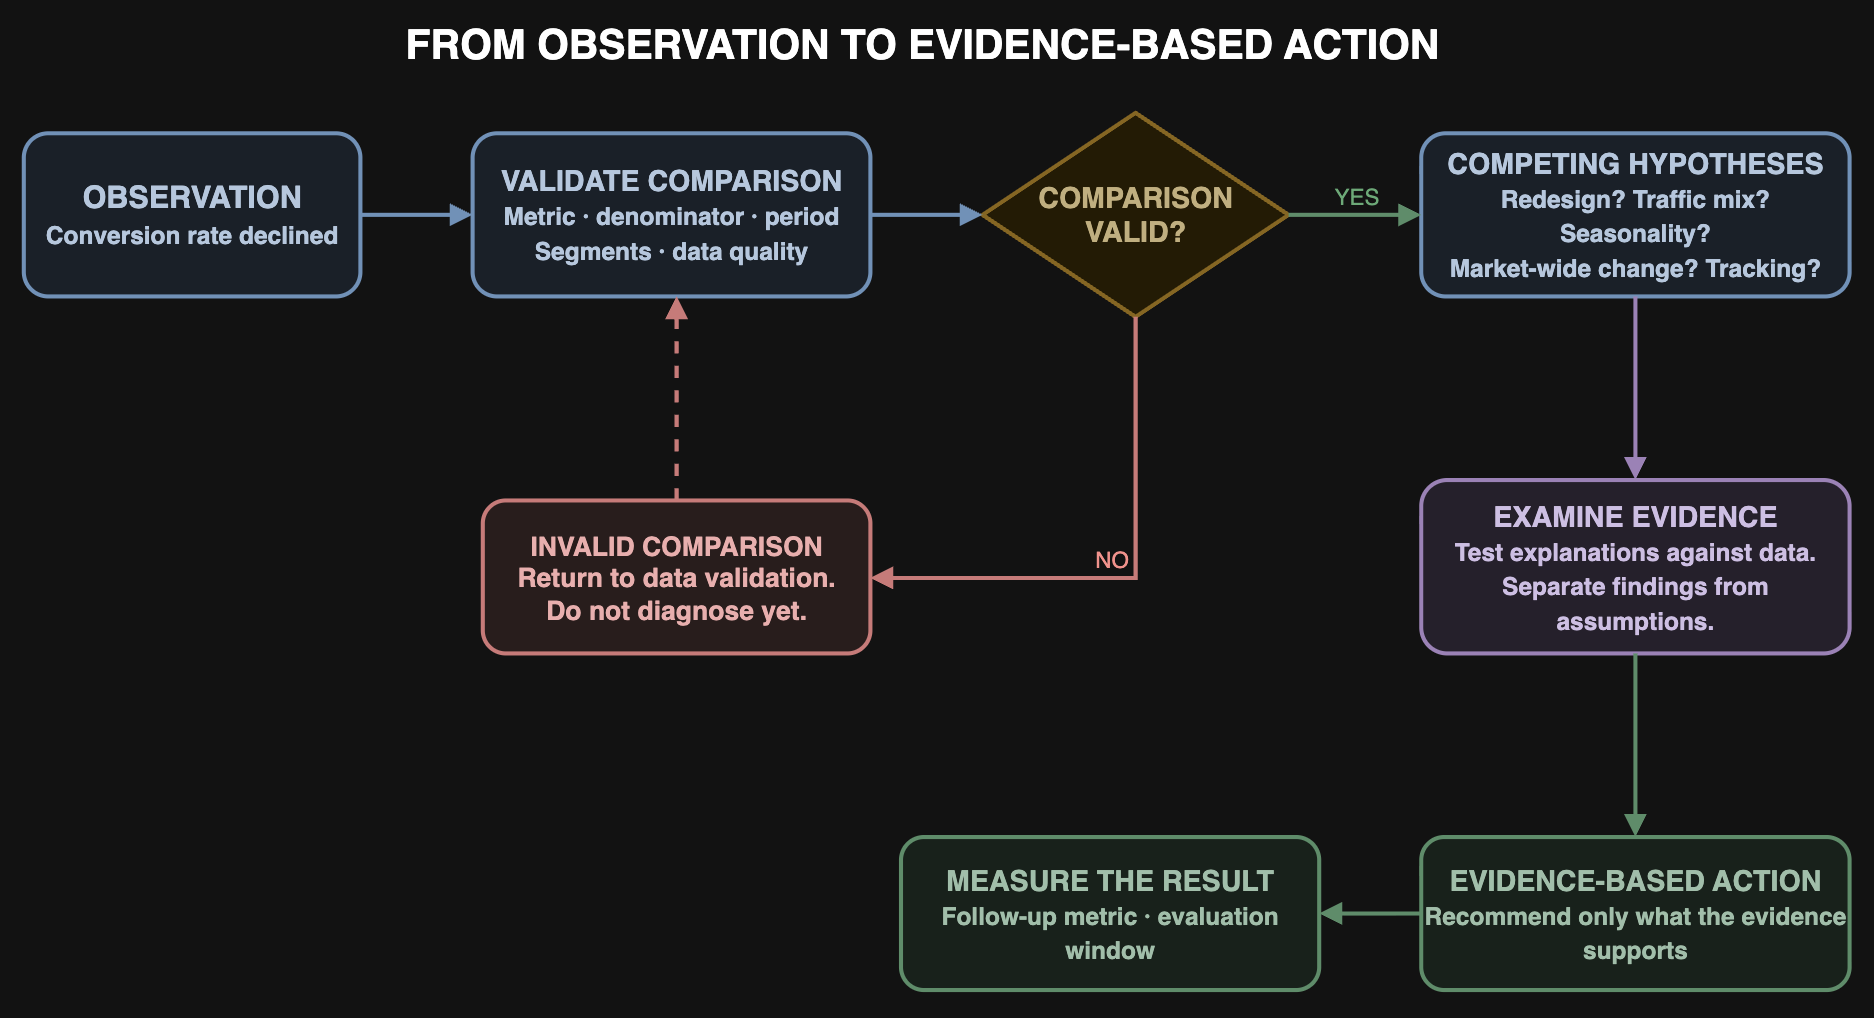 FROM OBSERVATION TO EVIDENCE-BASED ACTION
OBSERVATION
Conversion rate declined
VALIDATE COMPARISON
Metric · denominator · period
Segments · data quality
COMPARISON
VALID?
YES
COMPETING HYPOTHESES
Redesign? Traffic mix?
Seasonality?
Market-wide change? Tracking?
INVALID COMPARISON
Return to data validation.
Do not diagnose yet.
NO
EXAMINE EVIDENCE
Test explanations against data.
Separate findings from
assumptions.
MEASURE THE RESULT
Follow-up metric · evaluation
window
EVIDENCE-BASED ACTION
Recommend only what the evidence
supports